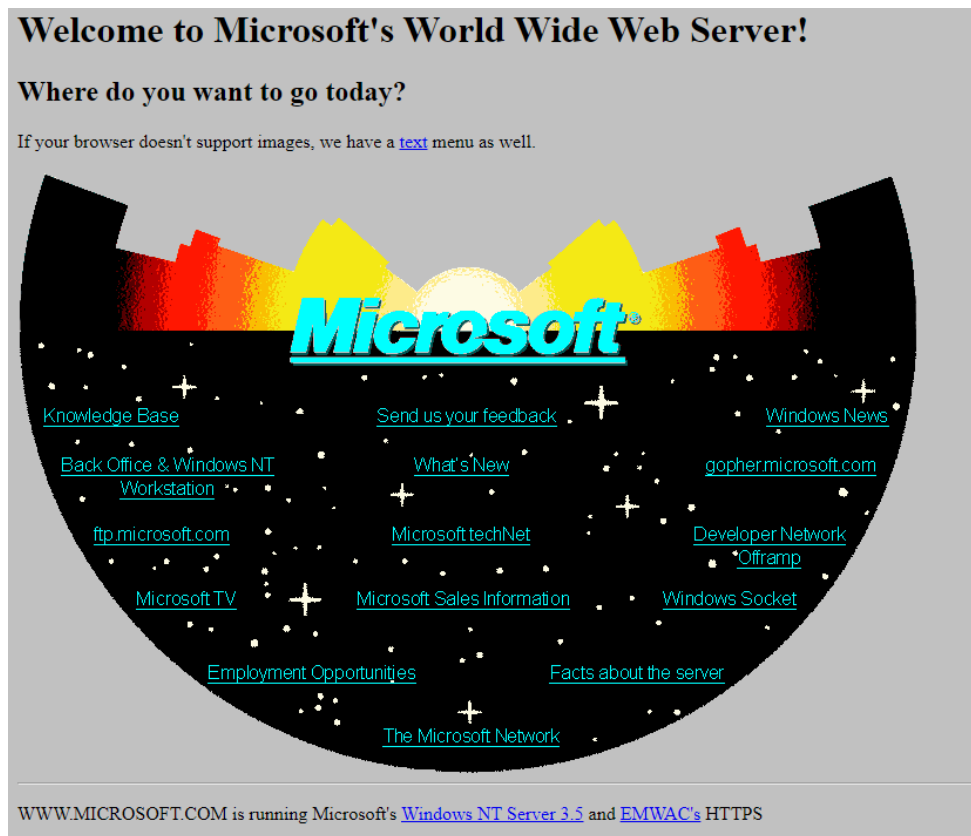 Welcome to Microsoft's World Wide Web Server!
Where do you want to go today?
If your browser doesn't support images, we have a text menu as well.
Microsoft®
Knowledge Base
Send us your feedback
Windows News
Back Office & Windows NT
Workstation
What's New
gopher.microsoft.com
ftp.microsoft.com
Microsoft techNet
Developer Network
Offramp
Microsoft TV
Microsoft Sales Information
Windows Socket
Employment Opportunities
Facts about the server
The Microsoft Network
WWW.MICROSOFT.COM is running Microsoft's Windows NT Server 3.5 and EMWAC's HTTPS